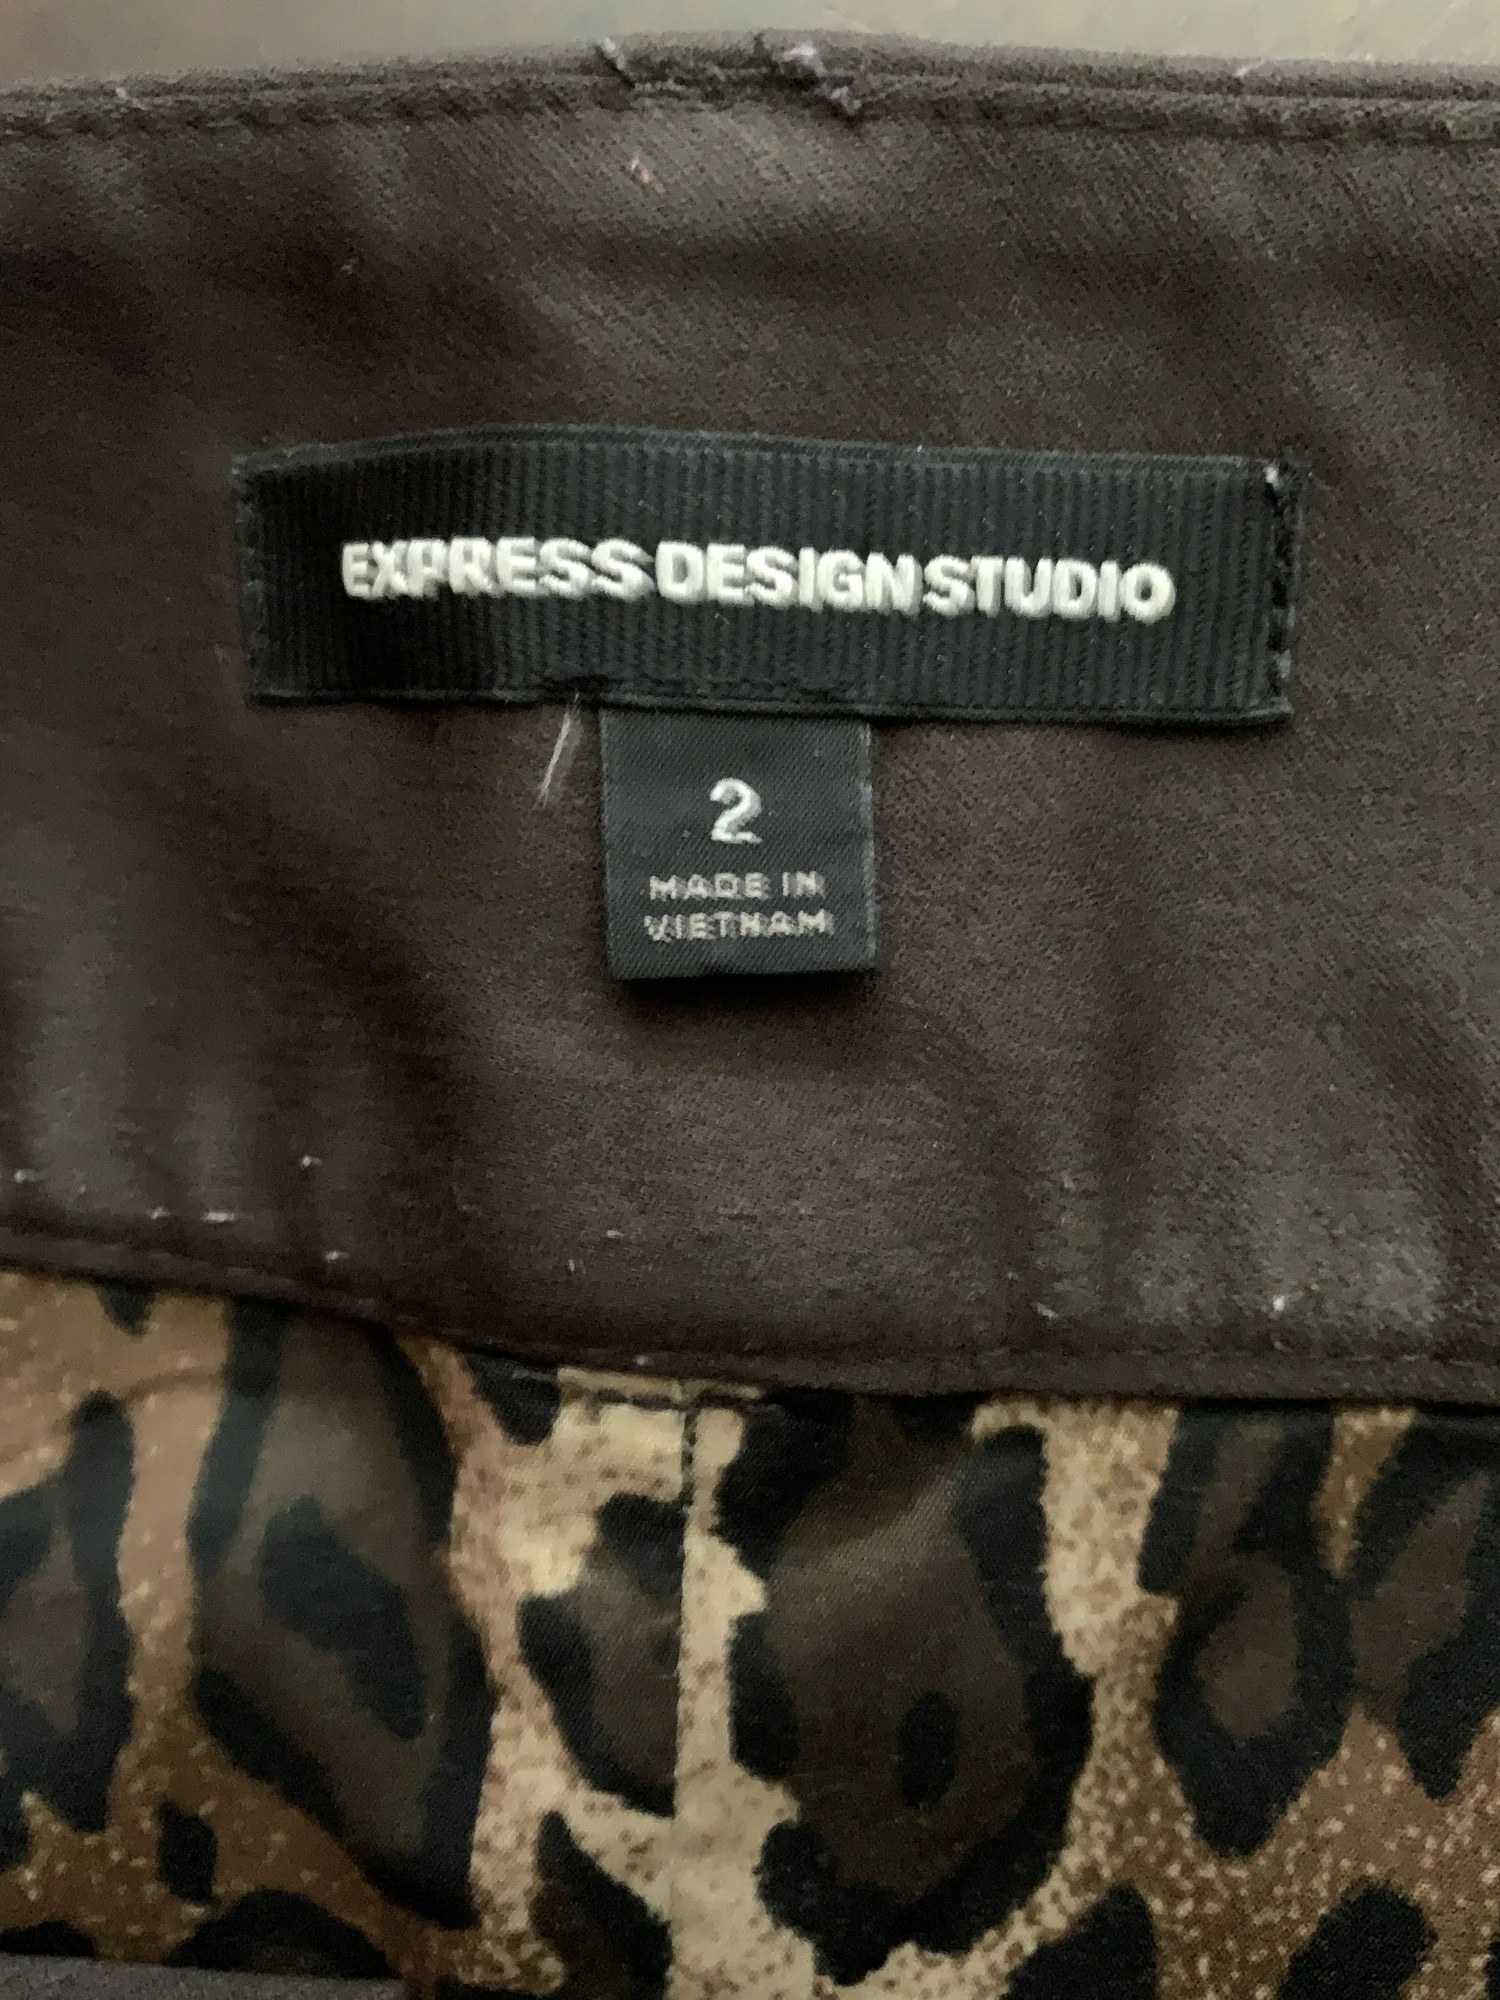 EXPRESS DESIGN STUDIO
2
MADE IN
VIETNAM